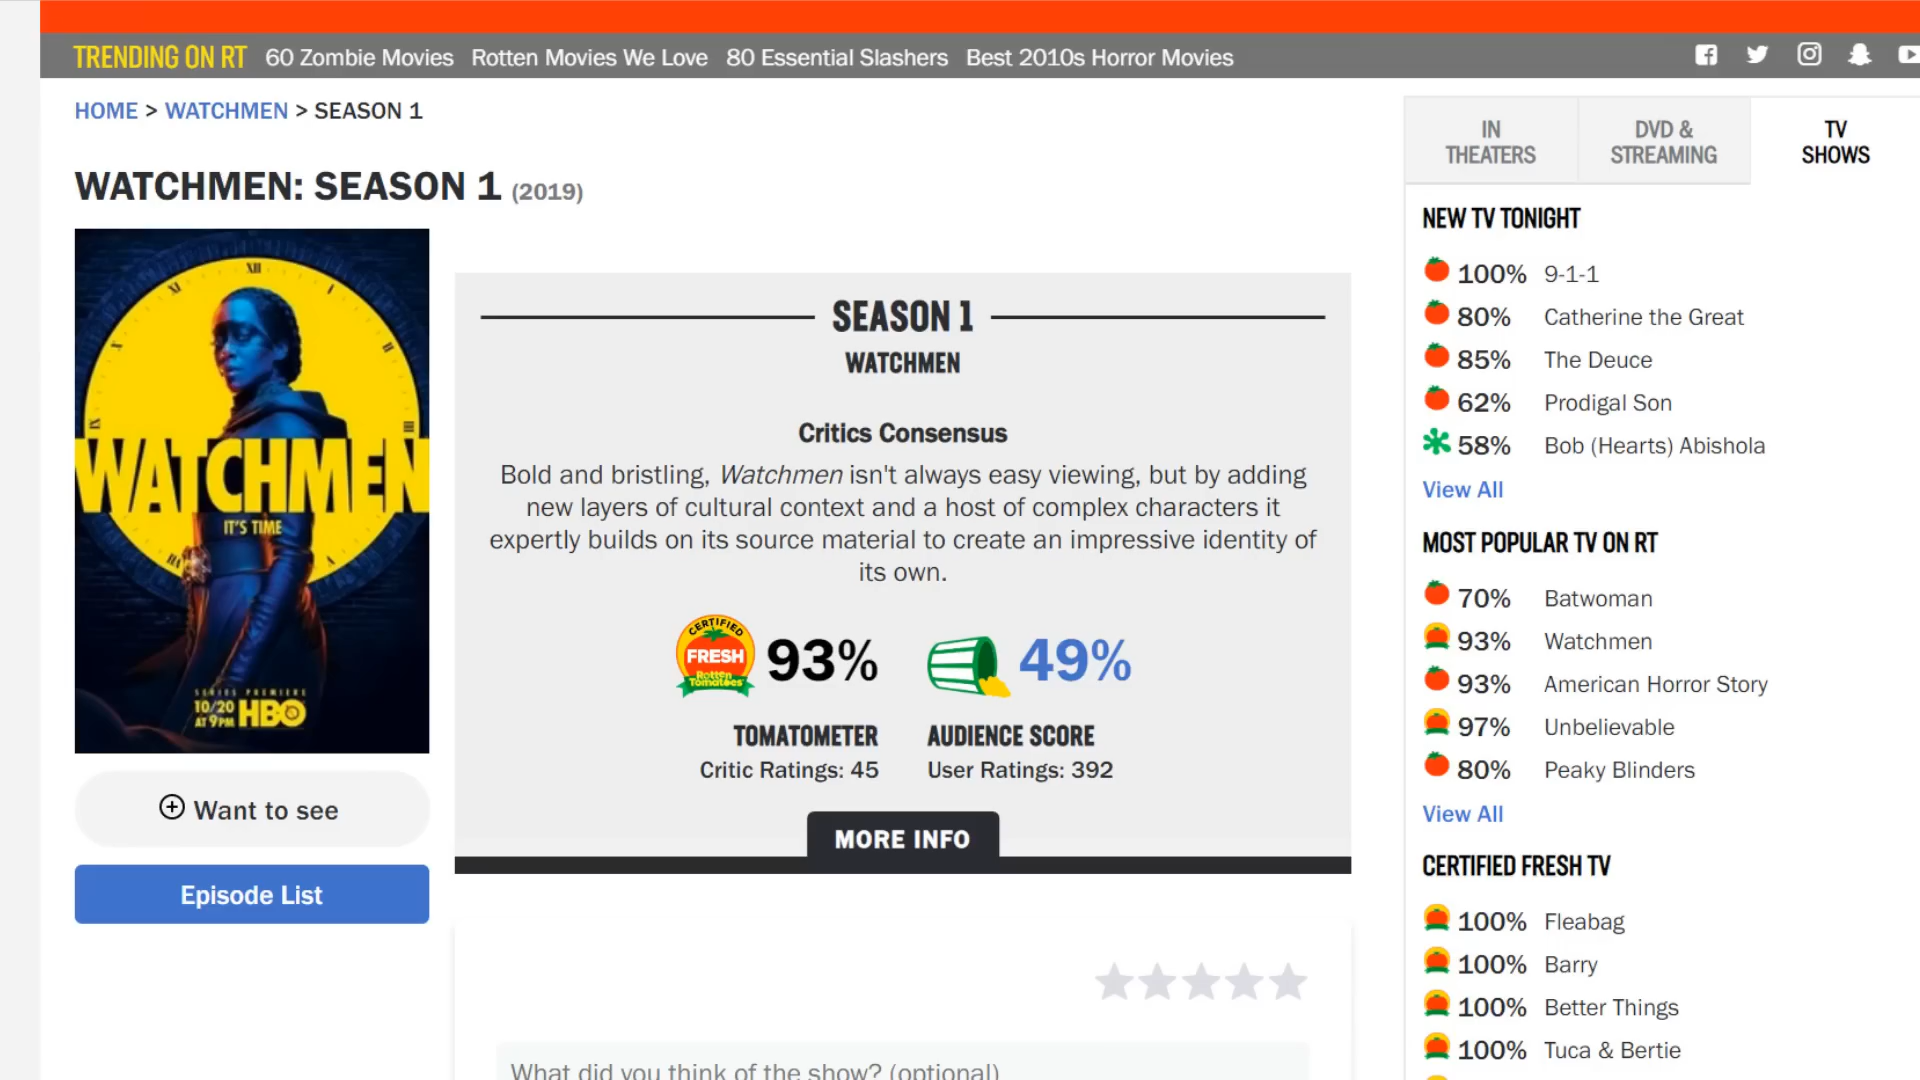 TRENDING ON RT 60 Zombie Movies Rotten Movies We Love 80 Essential Slashers Best 2010s Horror Movies
HOME > WATCHMEN > SEASON 1
WATCHMEN: SEASON 1 (2019)
XII
WATCHMEN
IT'S TIME
SERIES PREMIERE
10/20
AT 9PM HBO
Want to see
Episode List
SEASON 1
WATCHMEN
Critics Consensus
Bold and bristling, Watchmen isn't always easy viewing, but by adding
new layers of cultural context and a host of complex characters it
expertly builds on its source material to create an impressive identity of
its own.
CERTIFIED
FRESH
Rotten
Tomatoes
93%
49%
TOMATOMETER
Critic Ratings: 45
AUDIENCE SCORE
User Ratings: 392
MORE INFO
What did you think of the show? (optional)
IN
THEATERS
DVD &
STREAMING
TV
SHOWS
NEW TV TONIGHT
100% 9-1-1
80% Catherine the Great
85% The Deuce
62% Prodigal Son
58% Bob (Hearts) Abishola
View All
MOST POPULAR TV ON RT
70% Batwoman
93% Watchmen
93% American Horror Story
97% Unbelievable
80% Peaky Blinders
View All
CERTIFIED FRESH TV
100% Fleabag
100% Barry
100% Better Things
100% Tuca & Bertie